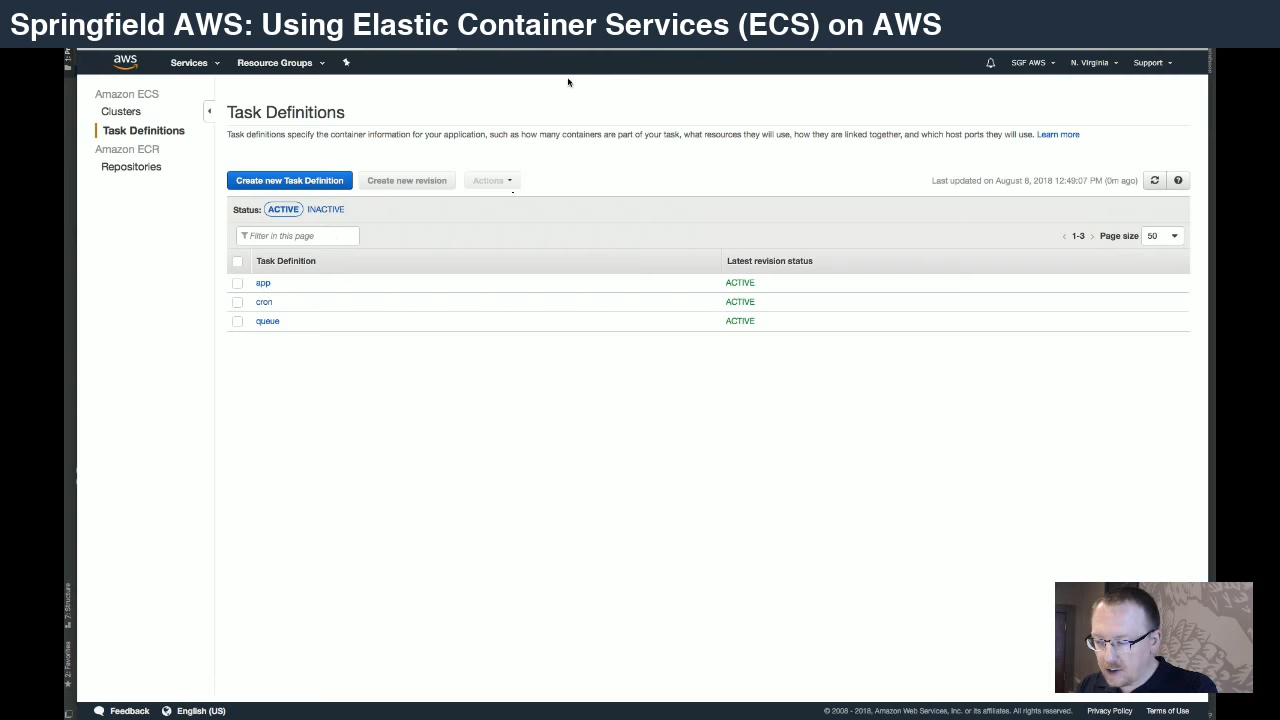 Springfield AWS: Using Elastic Container Services (ECS) on AWS
aws Services Resource Groups SGF AWS N. Virginia Support
Amazon ECS
Clusters
Task Definitions
Amazon ECR
Repositories
Task Definitions
Task definitions specify the container information for your application, such as how many containers are part of your task, what resources they will use, how they are linked together, and which host ports they will use. Learn more
Create new Task Definition Create new revision Actions Last updated on August 8, 2018 12:49:07 PM (0m ago)
Status: ACTIVE INACTIVE
Filter in this page < 1-3 > Page size 50
Task Definition Latest revision status
app ACTIVE
cron ACTIVE
queue ACTIVE
7: Structure
2: Favorites
Feedback English (US) © 2008 - 2018, Amazon Web Services, Inc. or its affiliates. All rights reserved. Privacy Policy Terms of Use